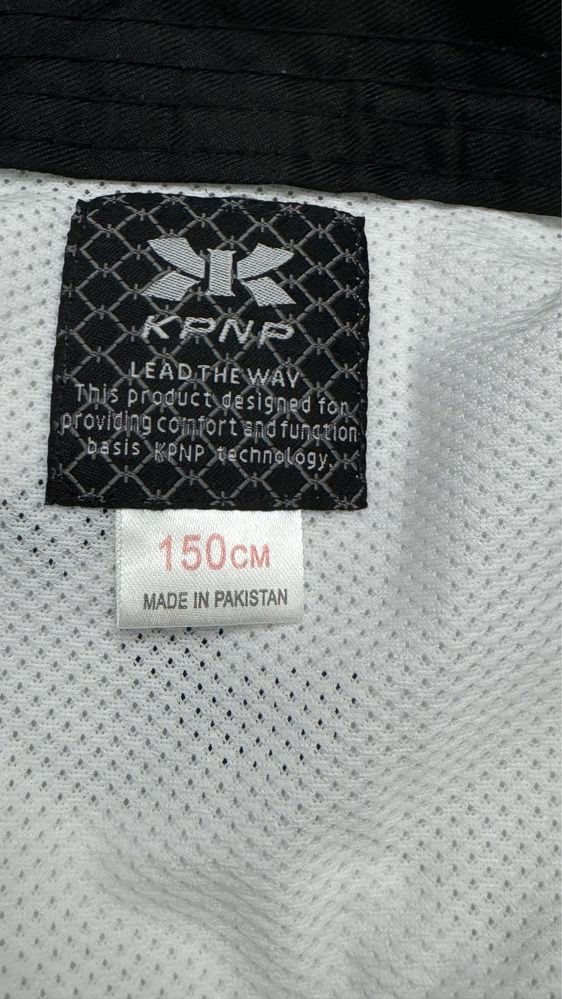 KPNP
LEAD THE WAY
This product designed for
providing comfort and function
basis KPNP technology.
150CM
MADE IN PAKISTAN